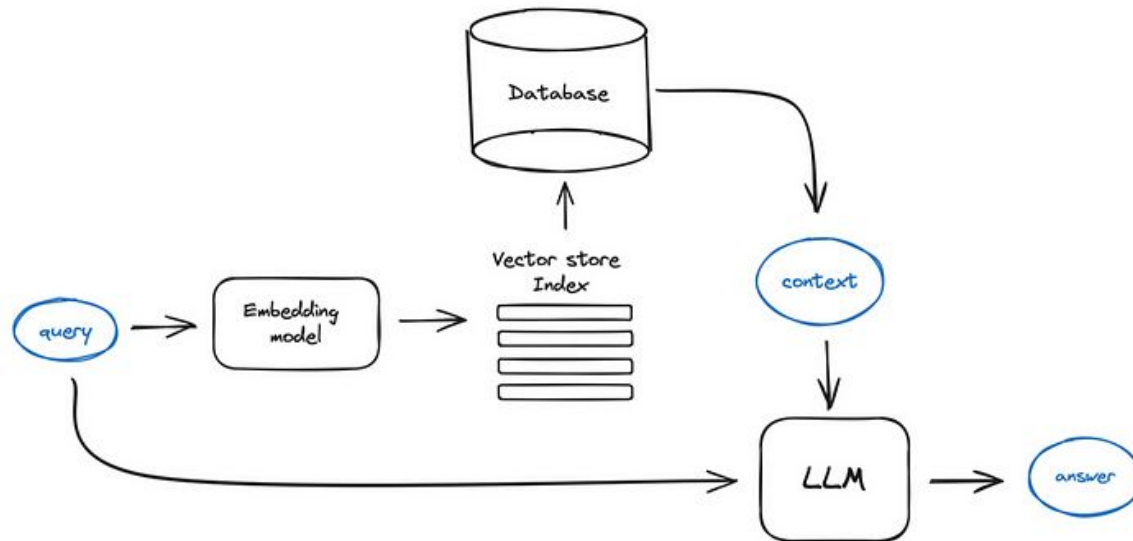 Database
Vector store
Index
context
query
Embedding
model
LLM
answer